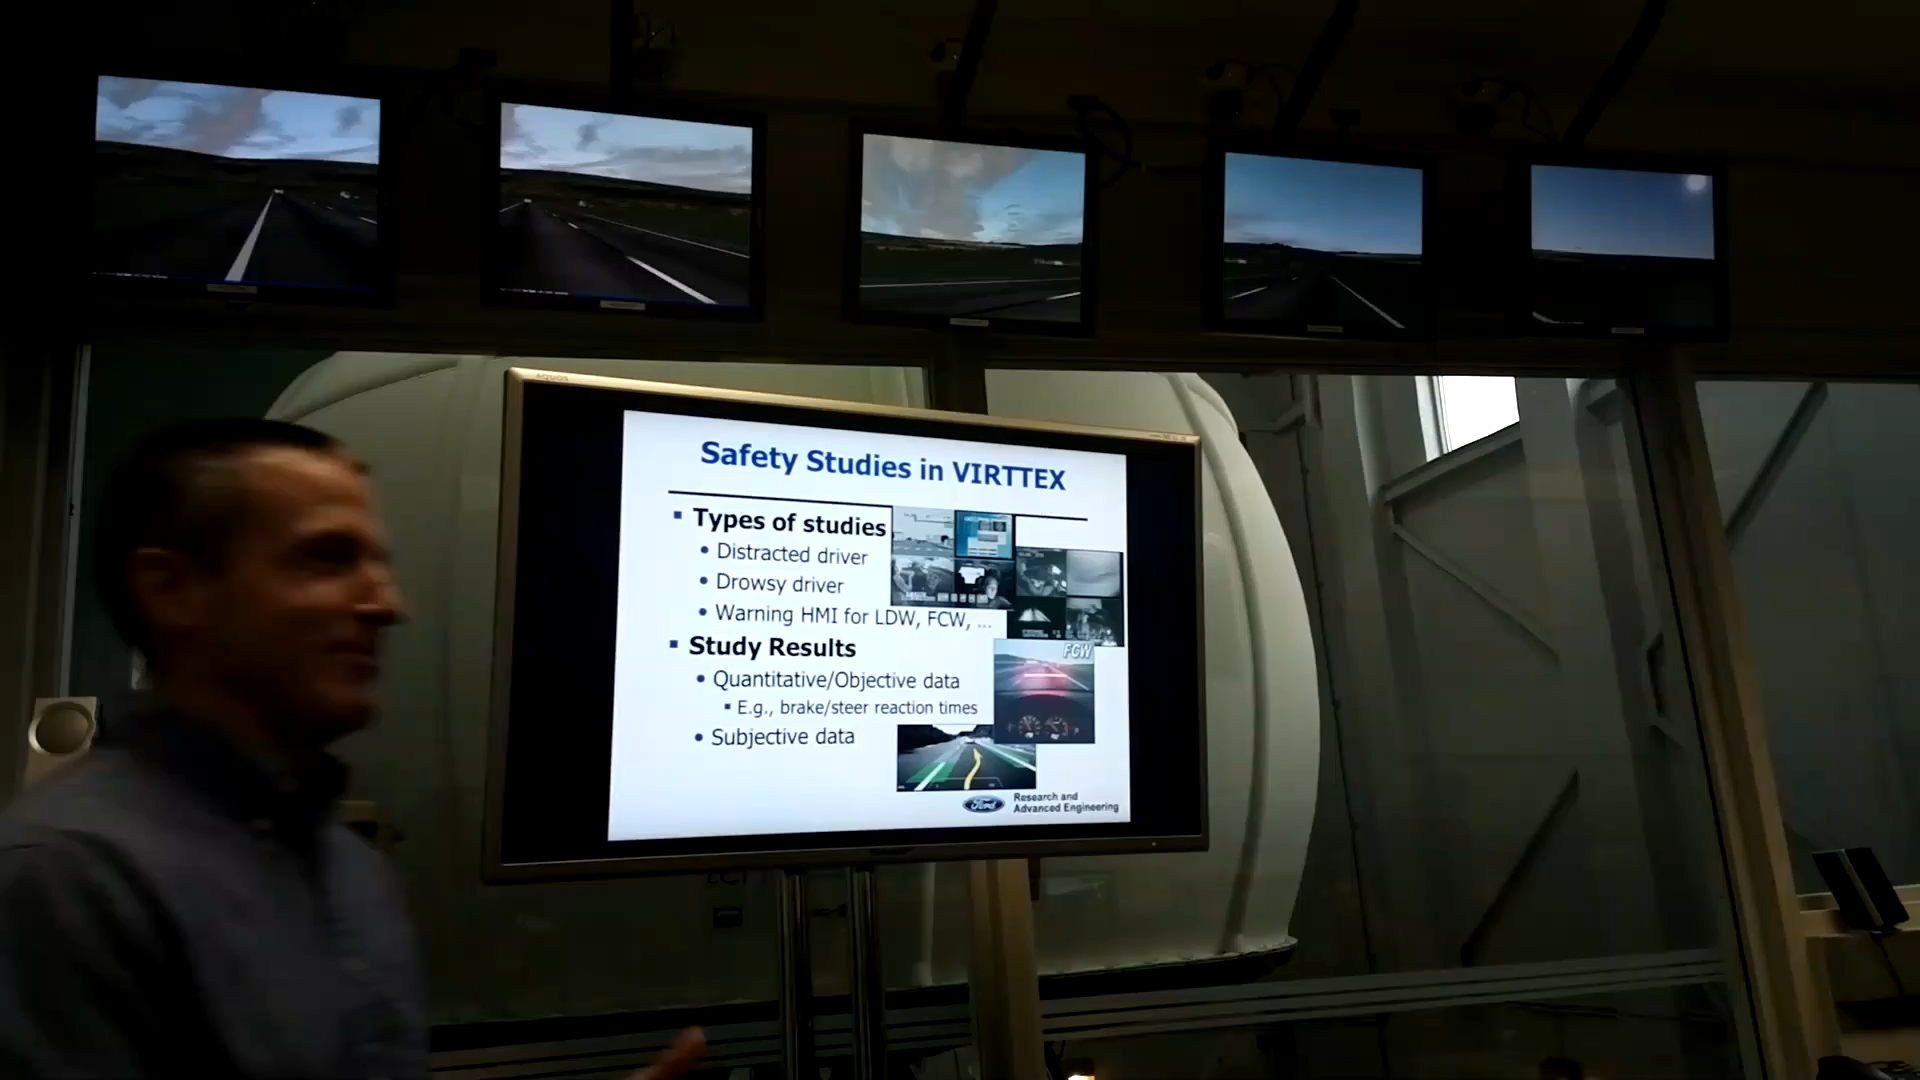 AQUOS
Safety Studies in VIRTTEX
▪ Types of studies
• Distracted driver
• Drowsy driver
• Warning HMI for LDW, FCW, ...
▪ Study Results
• Quantitative/Objective data
▪ E.g., brake/steer reaction times
• Subjective data
FCW
Ford
Research and
Advanced Engineering